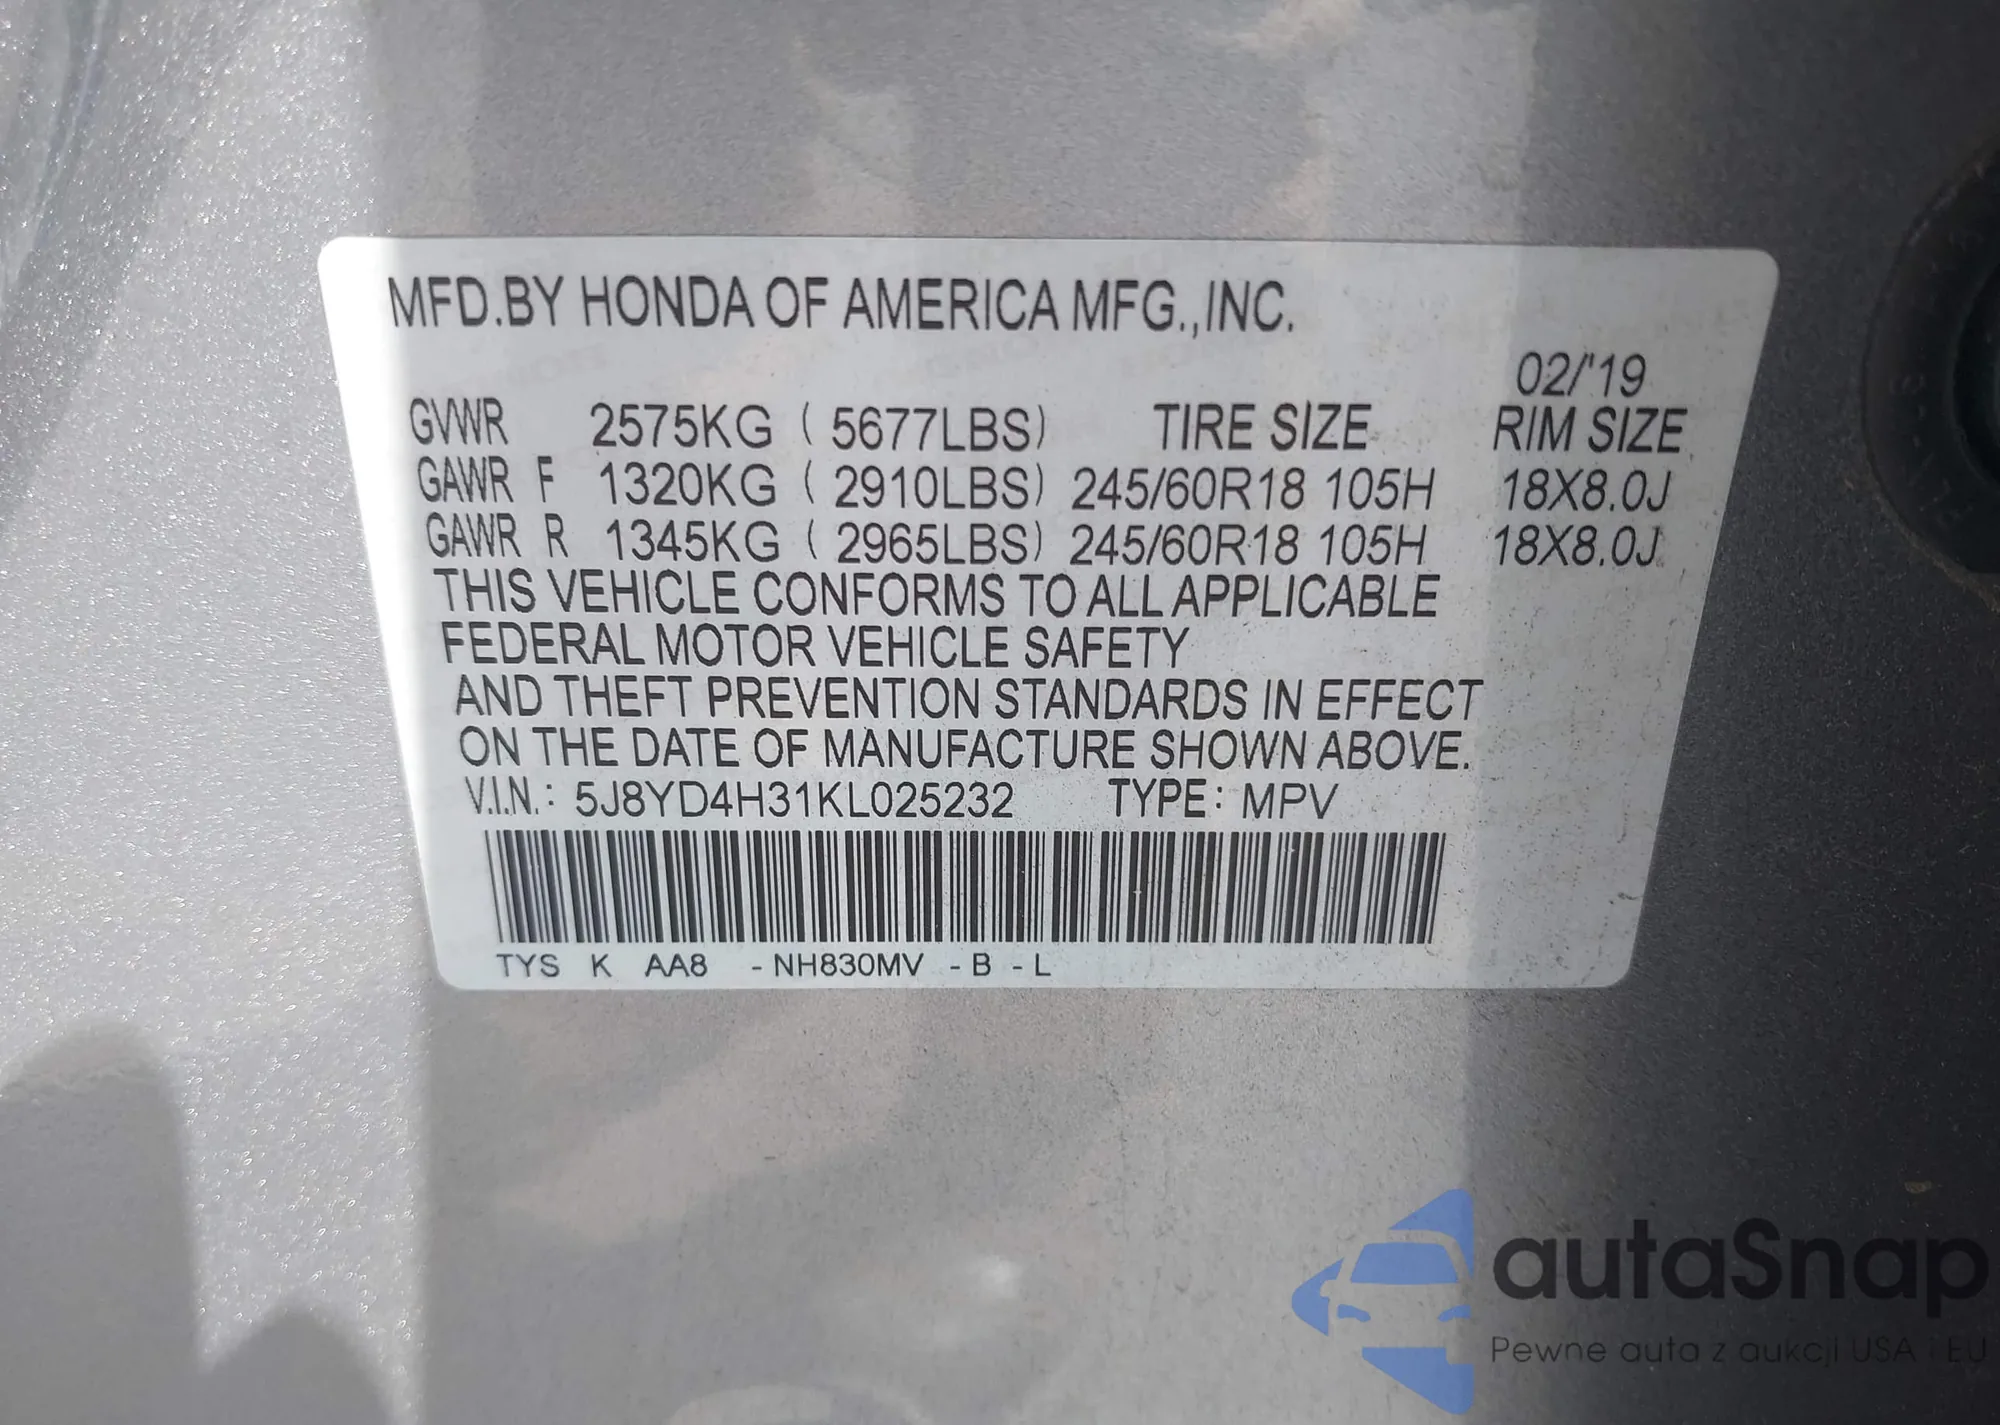 MFD.BY HONDA OF AMERICA MFG.,INC.
02/'19
GVWR 2575KG ( 5677LBS) TIRE SIZE RIM SIZE
GAWR F 1320KG ( 2910LBS) 245/60R18 105H 18X8.0J
GAWR R 1345KG ( 2965LBS) 245/60R18 105H 18X8.0J
THIS VEHICLE CONFORMS TO ALL APPLICABLE
FEDERAL MOTOR VEHICLE SAFETY
AND THEFT PREVENTION STANDARDS IN EFFECT
ON THE DATE OF MANUFACTURE SHOWN ABOVE.
V.I.N.: 5J8YD4H31KL025232 TYPE: MPV
TYS K AA8 - NH830MV - B - L
autaSnap
Pewne auta z aukcji USA i EU